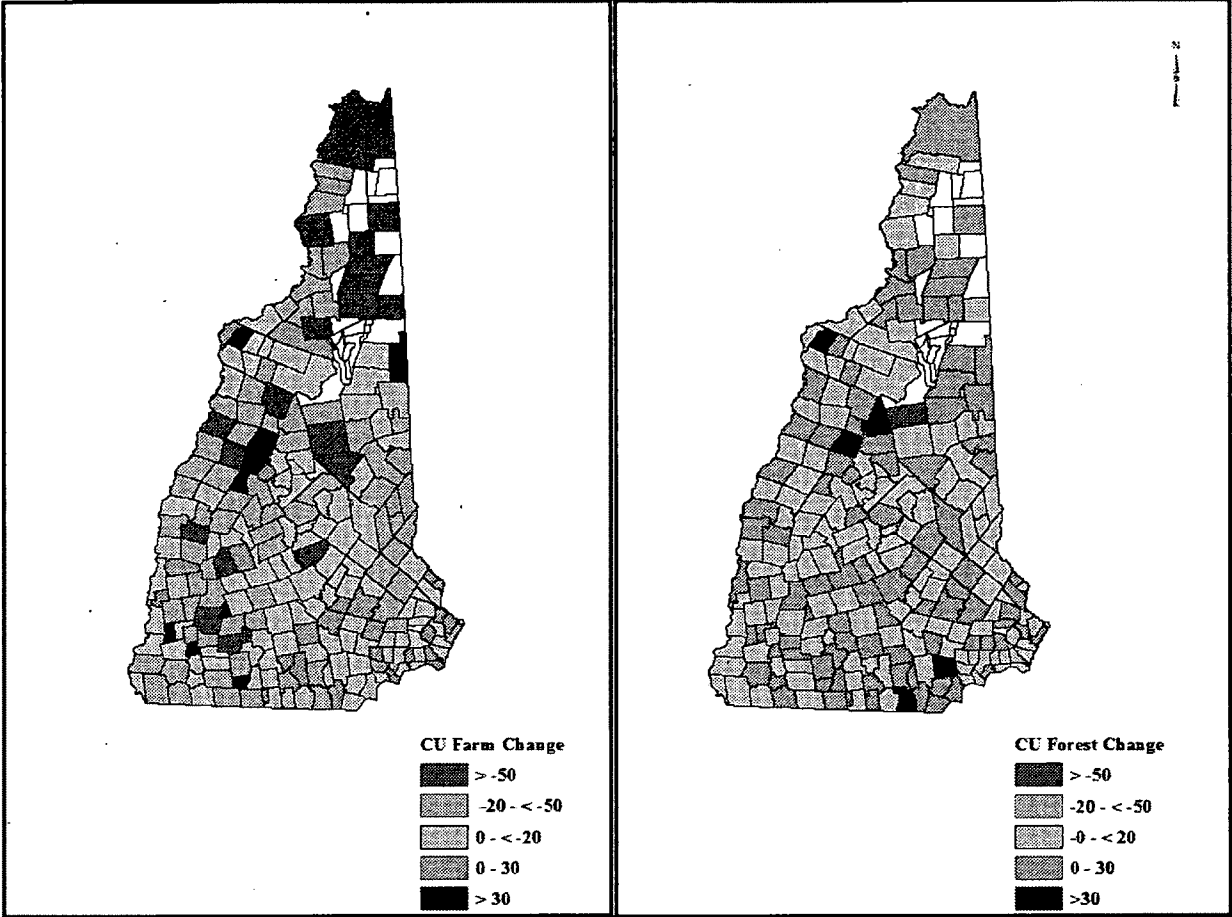 N
CU Farm Change
> -50
-20 - < -50
0 - < -20
0 - 30
> 30
CU Forest Change
> -50
-20 - < -50
-0 - < 20
0 - 30
>30